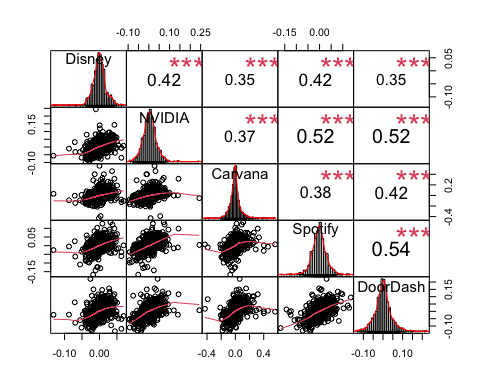 -0.10 0.10 0.25 -0.15 0.00
Disney *** 0.42 *** 0.35 *** 0.42 *** 0.35 -0.10 0.05
-0.10 0.15 NVIDIA *** 0.37 *** 0.52 *** 0.52
Carvana *** 0.38 *** 0.42 -0.4 0.2
-0.15 0.05 Spotify *** 0.54
DoorDash -0.10 0.15
-0.10 0.00 -0.4 0.0 0.4 -0.10 0.10